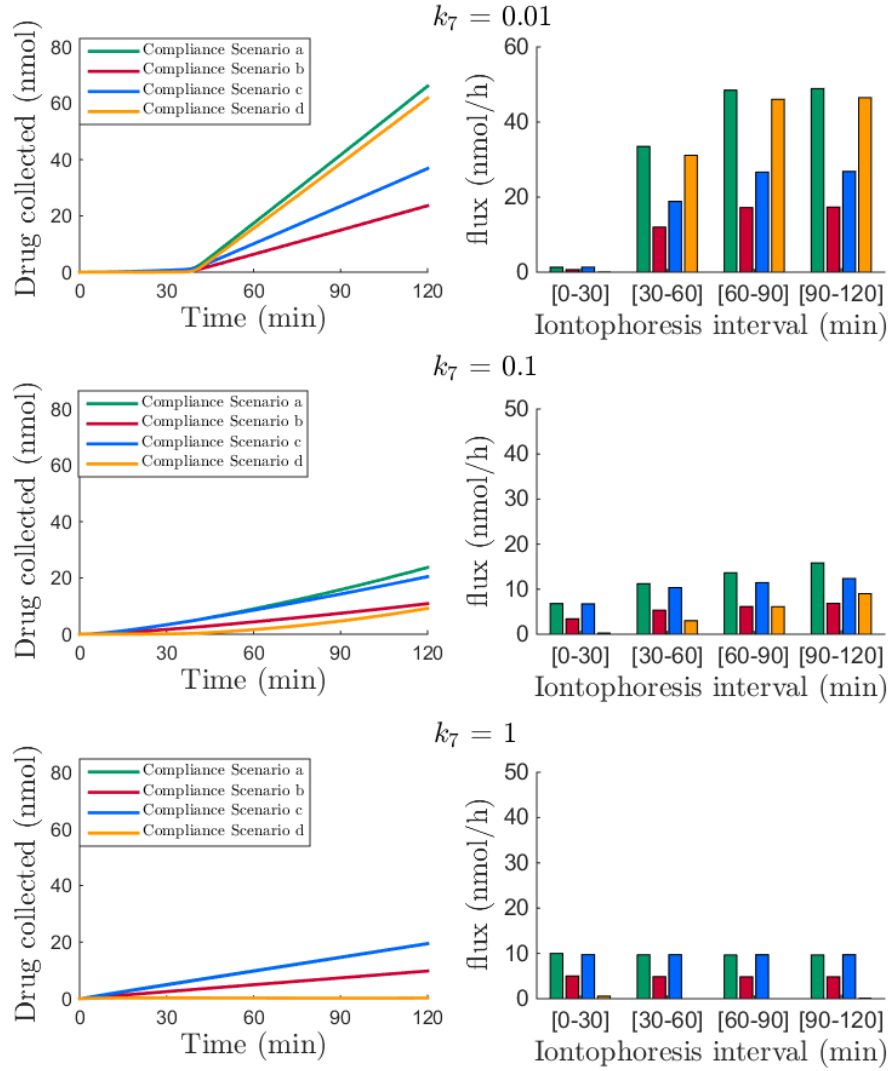 k7 = 0.01
Drug collected (nmol)
80
60
40
20
0
Compliance Scenario a
Compliance Scenario b
Compliance Scenario c
Compliance Scenario d
0 30 60 90 120
Time (min)
flux (nmol/h)
60
50
40
30
20
10
0
[0-30] [30-60] [60-90] [90-120]
Iontophoresis interval (min)
k7 = 0.1
Drug collected (nmol)
80
60
40
20
0
Compliance Scenario a
Compliance Scenario b
Compliance Scenario c
Compliance Scenario d
0 30 60 90 120
Time (min)
flux (nmol/h)
50
40
30
20
10
0
[0-30] [30-60] [60-90] [90-120]
Iontophoresis interval (min)
k7 = 1
Drug collected (nmol)
80
60
40
20
0
Compliance Scenario a
Compliance Scenario b
Compliance Scenario c
Compliance Scenario d
0 30 60 90 120
Time (min)
flux (nmol/h)
50
40
30
20
10
0
[0-30] [30-60] [60-90] [90-120]
Iontophoresis interval (min)